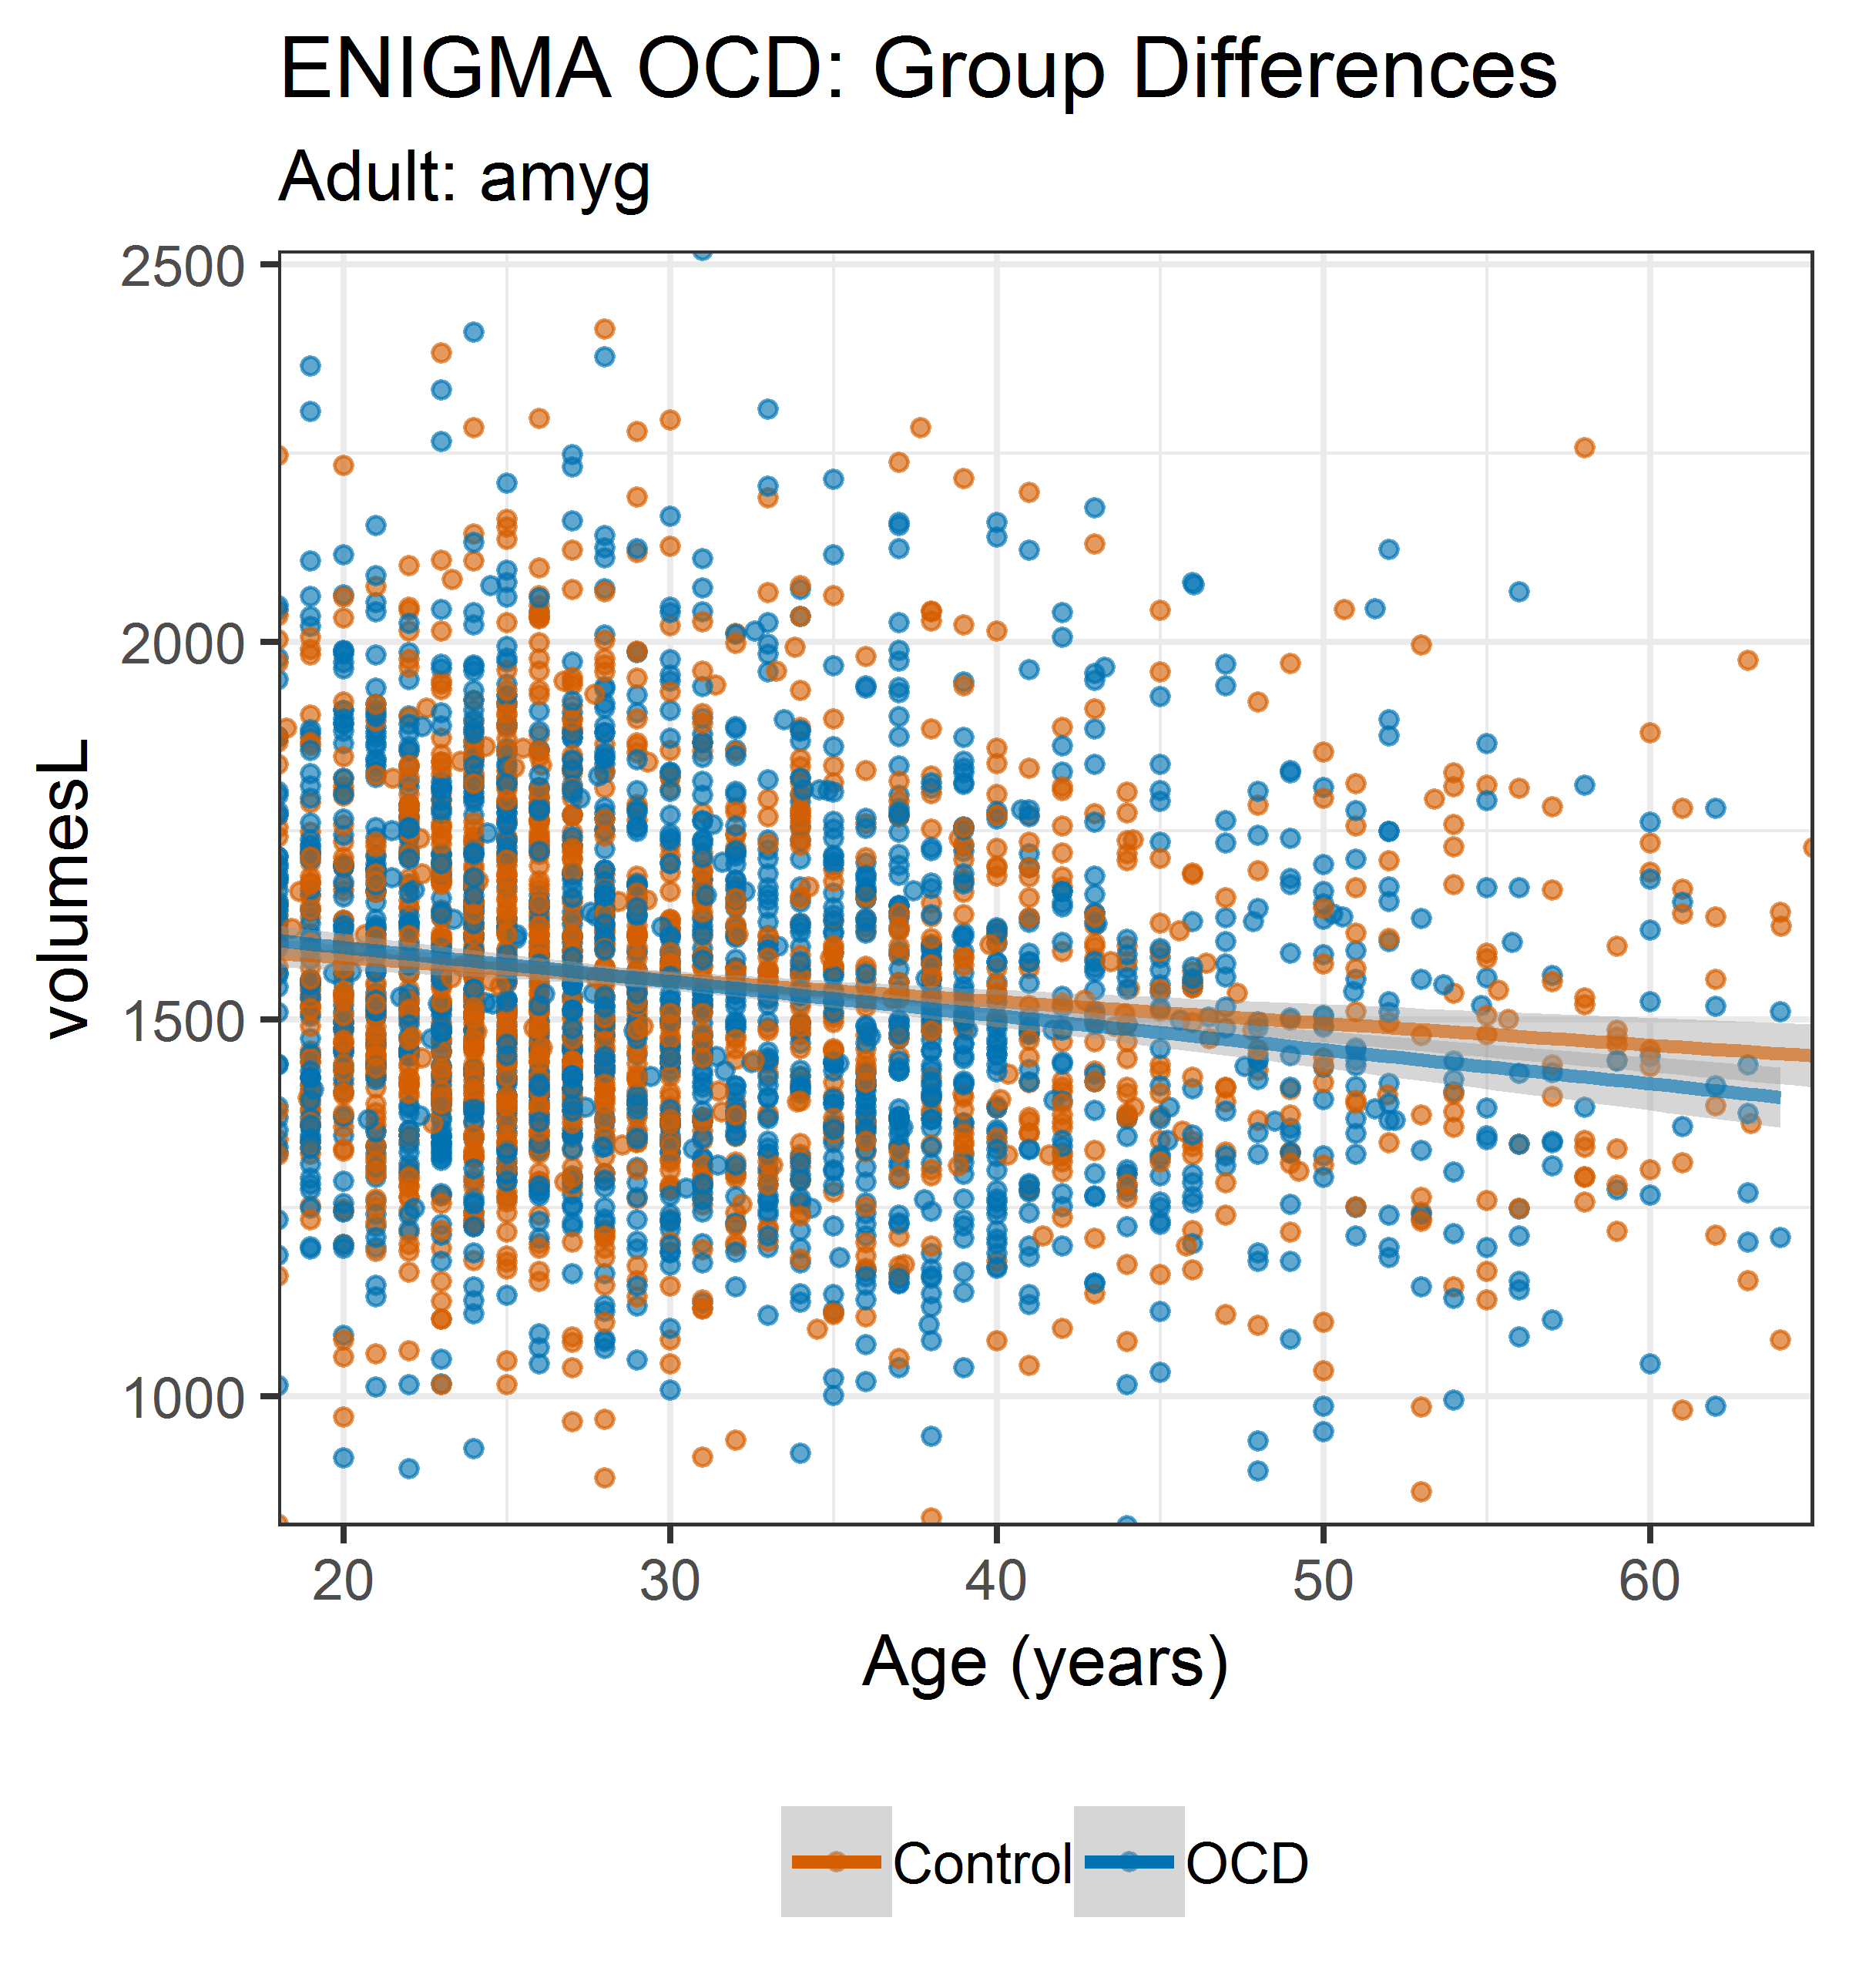 ENIGMA OCD: Group Differences
Adult: amyg
2500
2000
1500
1000
volumesL
20 30 40 50 60
Age (years)
Control OCD